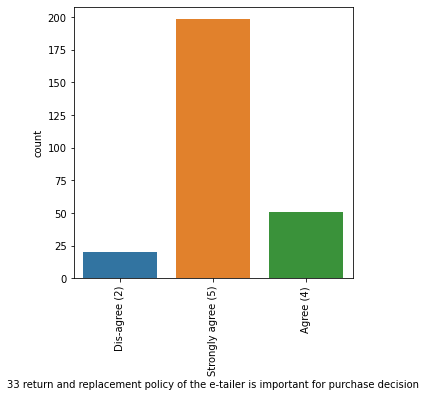 200
175
150
125
100
75
50
25
0
count
Dis-agree (2)
Strongly agree (5)
Agree (4)
33 return and replacement policy of the e-tailer is important for purchase decision